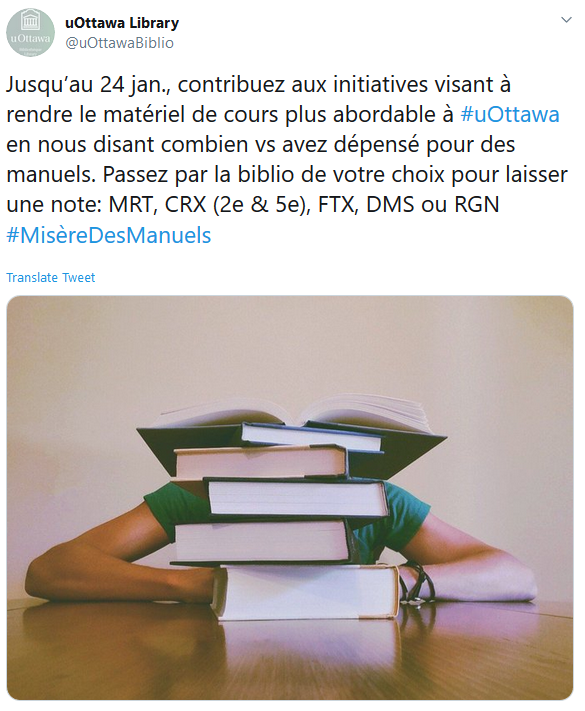 uOttawa
uOttawa Library
@uOttawaBiblio
Jusqu’au 24 jan., contribuez aux initiatives visant à
rendre le matériel de cours plus abordable à #uOttawa
en nous disant combien vs avez dépensé pour des
manuels. Passez par la biblio de votre choix pour laisser
une note: MRT, CRX (2e & 5e), FTX, DMS ou RGN
#MisèreDesManuels
Translate Tweet